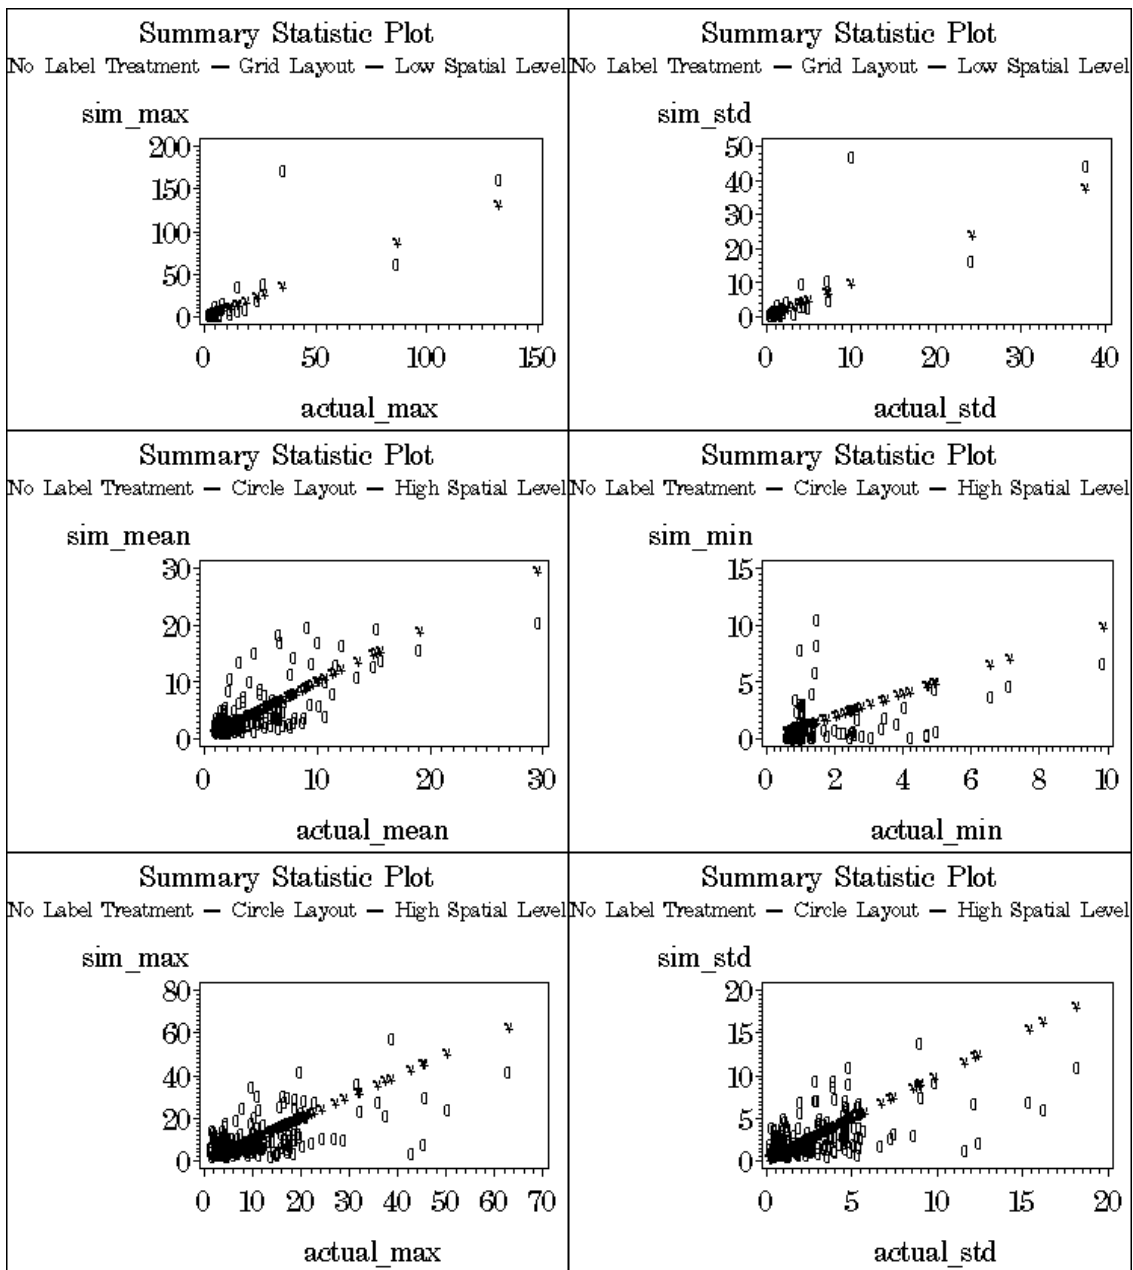 Summary Statistic Plot
No Label Treatment — Grid Layout — Low Spatial Level
sim_max
200
150
100
50
0
0 50 100 150
actual_max
Summary Statistic Plot
No Label Treatment — Grid Layout — Low Spatial Level
sim_std
50
40
30
20
10
0
0 10 20 30 40
actual_std
Summary Statistic Plot
No Label Treatment — Circle Layout — High Spatial Level
sim_mean
30
20
10
0
0 10 20 30
actual_mean
Summary Statistic Plot
No Label Treatment — Circle Layout — High Spatial Level
sim_min
15
10
5
0
0 2 4 6 8 10
actual_min
Summary Statistic Plot
No Label Treatment — Circle Layout — High Spatial Level
sim_max
80
60
40
20
0
0 10 20 30 40 50 60 70
actual_max
Summary Statistic Plot
No Label Treatment — Circle Layout — High Spatial Level
sim_std
20
15
10
5
0
0 5 10 15 20
actual_std